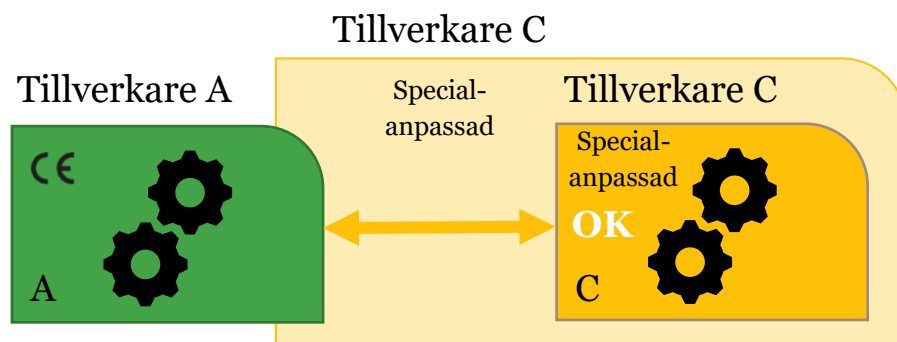 Tillverkare C
Tillverkare A
Special-
anpassad
Tillverkare C
CE
A
Special-
anpassad
OK
C